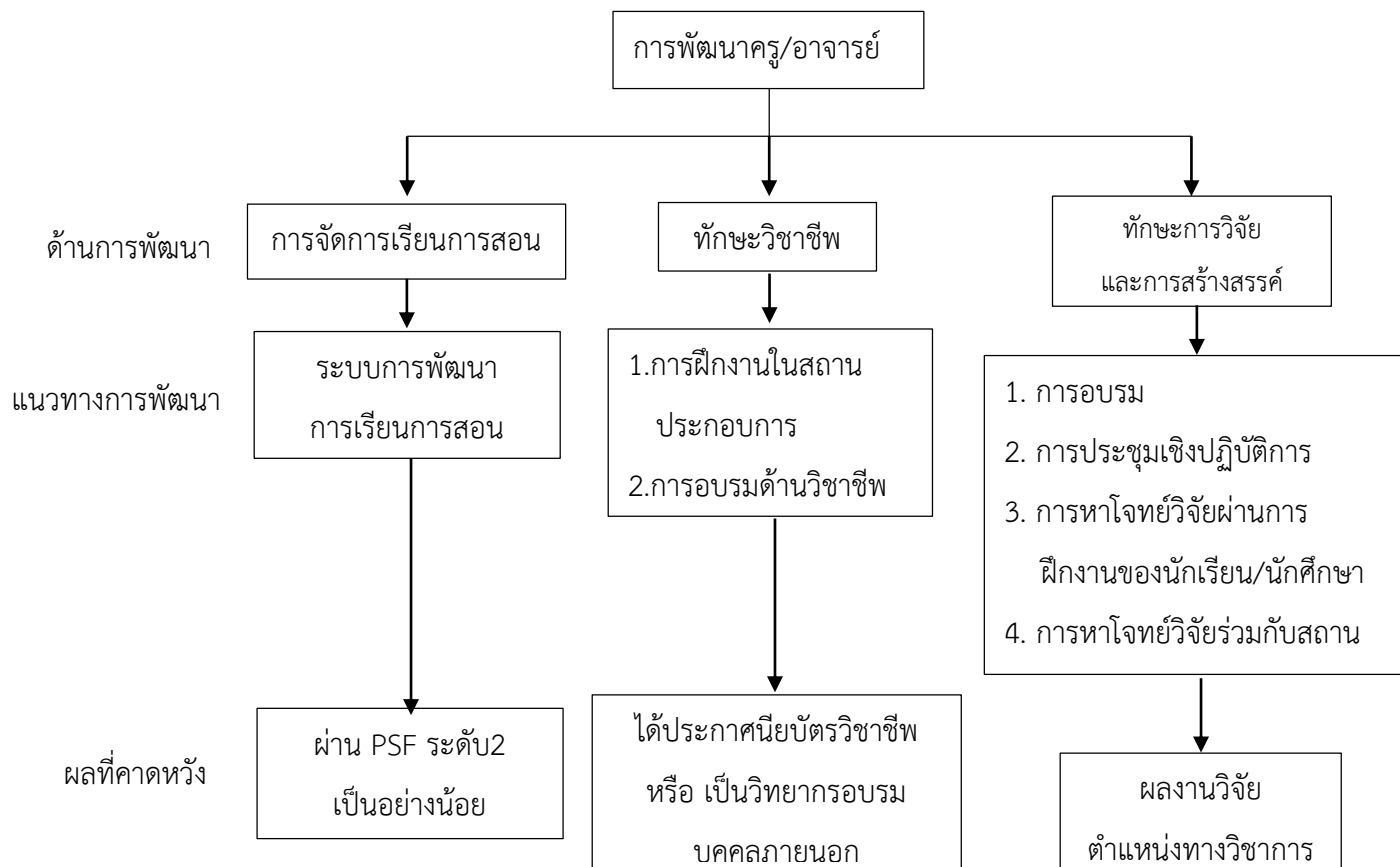 การพัฒนาครู/อาจารย์
ด้านการพัฒนา
การจัดการเรียนการสอน
ทักษะวิชาชีพ
ทักษะการวิจัย
และการสร้างสรรค์
แนวทางการพัฒนา
ระบบการพัฒนา
การเรียนการสอน
1.การฝึกงานในสถาน
ประกอบการ
2.การอบรมด้านวิชาชีพ
1. การอบรม
2. การประชุมเชิงปฏิบัติการ
3. การหาโจทย์วิจัยผ่านการ
ฝึกงานของนักเรียน/นักศึกษา
4. การหาโจทย์วิจัยร่วมกับสถาน
ผลที่คาดหวัง
ผ่าน PSF ระดับ2
เป็นอย่างน้อย
ได้ประกาศนียบัตรวิชาชีพ
หรือ เป็นวิทยากรอบรม
บุคคลภายนอก
ผลงานวิจัย
ตำแหน่งทางวิชาการ